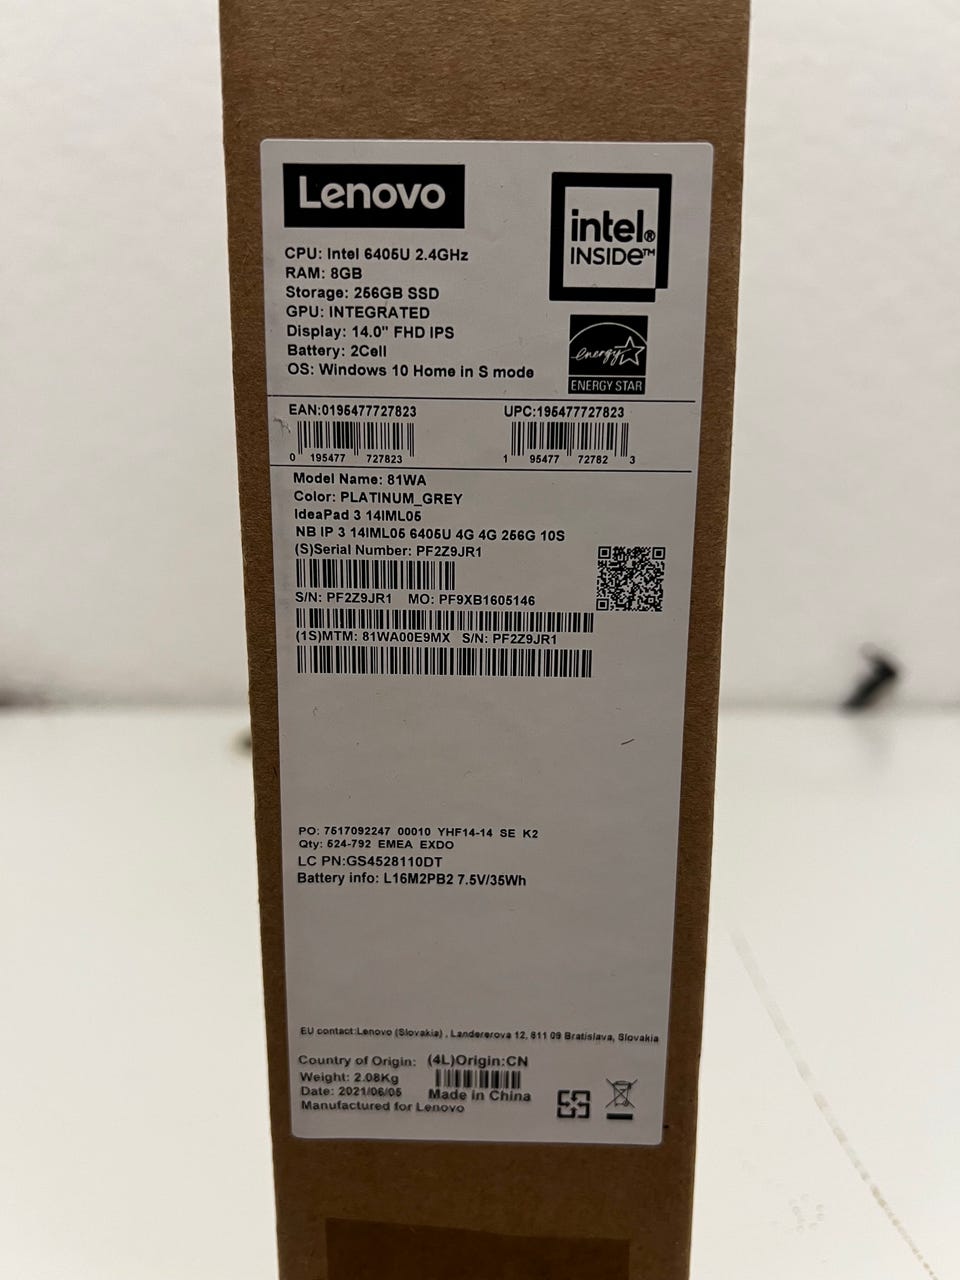 Lenovo
intel®
INSIDE™
CPU: Intel 6405U 2.4GHz
RAM: 8GB
Storage: 256GB SSD
GPU: INTEGRATED
Display: 14.0" FHD IPS
Battery: 2Cell
OS: Windows 10 Home in S mode
energy
ENERGY STAR
EAN:0195477727823 UPC:195477727823
0 195477 727823 1 95477 72782 3
Model Name: 81WA
Color: PLATINUM_GREY
IdeaPad 3 14IML05
NB IP 3 14IML05 6405U 4G 4G 256G 10S
(S)Serial Number: PF2Z9JR1
S/N: PF2Z9JR1 MO: PF9XB1605146
(1S)MTM: 81WA00E9MX S/N: PF2Z9JR1
PO: 7517092247 00010 YHF14-14 SE K2
Qty: 524-792 EMEA EXDO
LC PN:GS4528110DT
Battery info: L16M2PB2 7.5V/35Wh
EU contact:Lenovo (Slovakia) , Landererova 12, 811 09 Bratislava, Slovakia
Country of Origin: (4L)Origin:CN
Weight: 2.08Kg
Date: 2021/06/05 Made in China
Manufactured for Lenovo